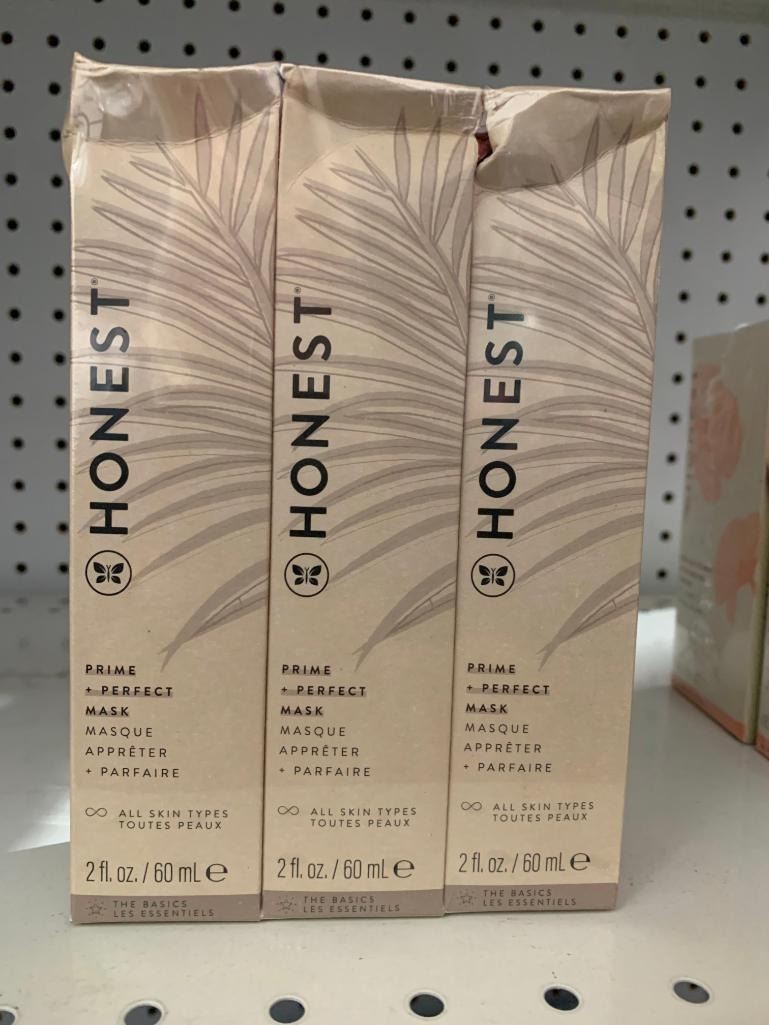 HONEST®
PRIME
+ PERFECT
MASK
MASQUE
APPRÊTER
+ PARFAIRE
ALL SKIN TYPES
TOUTES PEAUX
2 fl. oz. / 60 mL ℮
THE BASICS
LES ESSENTIELS
HONEST®
PRIME
+ PERFECT
MASK
MASQUE
APPRÊTER
+ PARFAIRE
ALL SKIN TYPES
TOUTES PEAUX
2 fl. oz. / 60 mL ℮
THE BASICS
LES ESSENTIELS
HONEST®
PRIME
+ PERFECT
MASK
MASQUE
APPRÊTER
+ PARFAIRE
ALL SKIN TYPES
TOUTES PEAUX
2 fl. oz. / 60 mL ℮
THE BASICS
LES ESSENTIELS